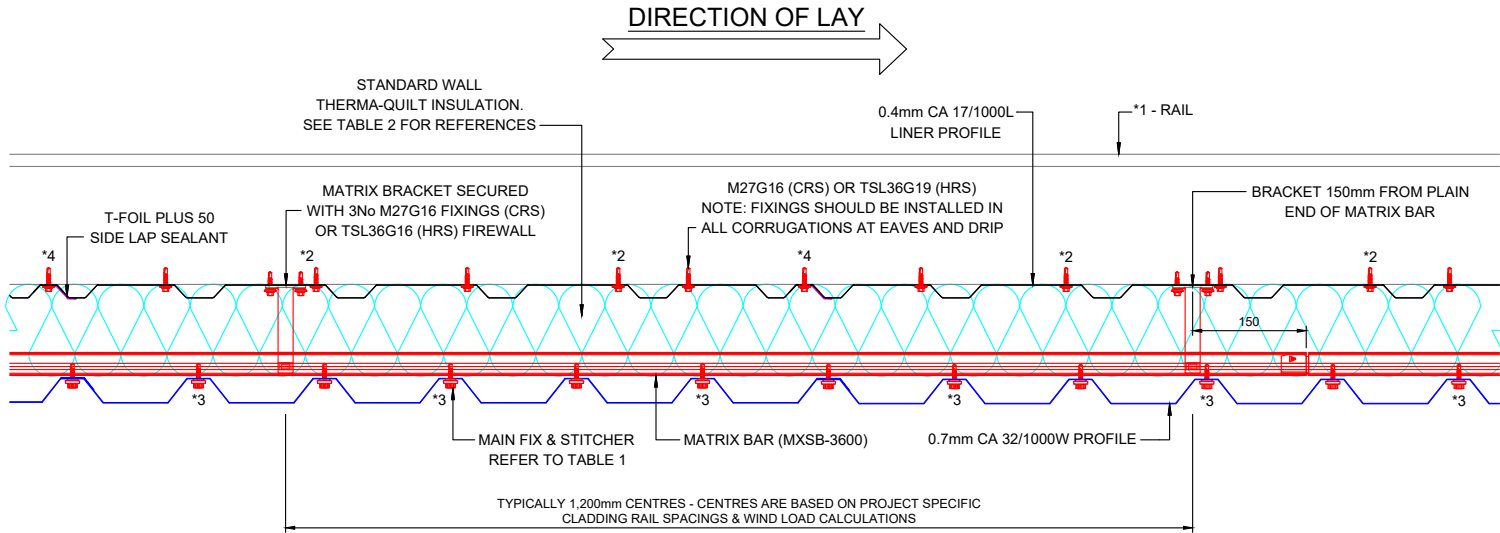 DIRECTION OF LAY
STANDARD WALL
THERMA-QUILT INSULATION.
SEE TABLE 2 FOR REFERENCES
0.4mm CA 17/1000L
LINER PROFILE
*1 - RAIL
T-FOIL PLUS 50
SIDE LAP SEALANT
MATRIX BRACKET SECURED
WITH 3No M27G16 FIXINGS (CRS)
OR TSL36G16 (HRS) FIREWALL
M27G16 (CRS) OR TSL36G19 (HRS)
NOTE: FIXINGS SHOULD BE INSTALLED IN
ALL CORRUGATIONS AT EAVES AND DRIP
BRACKET 150mm FROM PLAIN
END OF MATRIX BAR
*4
*2
*2
*4
*2
*2
150
*3
*3
*3
*3
*3
*3
MAIN FIX & STITCHER
REFER TO TABLE 1
MATRIX BAR (MXSB-3600)
0.7mm CA 32/1000W PROFILE
TYPICALLY 1,200mm CENTRES - CENTRES ARE BASED ON PROJECT SPECIFIC
CLADDING RAIL SPACINGS & WIND LOAD CALCULATIONS